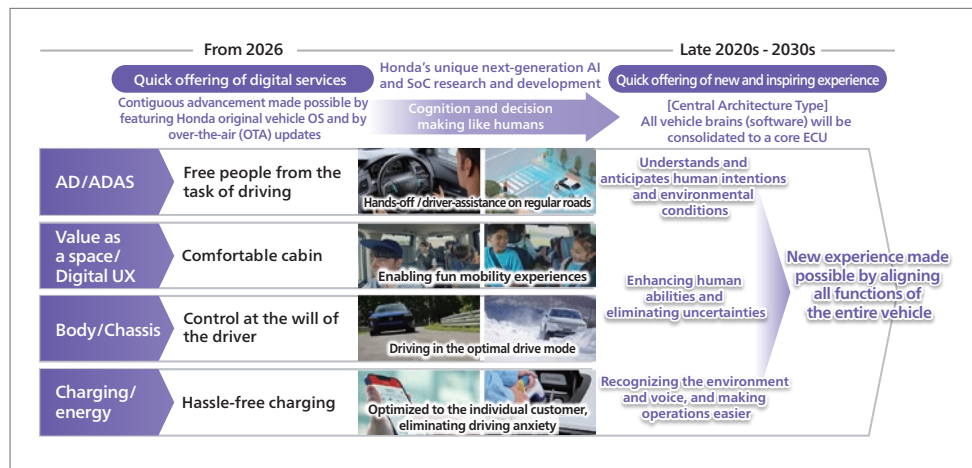 From 2026
Late 2020s - 2030s
Quick offering of digital services
Honda's unique next-generation AI
and SoC research and development
Quick offering of new and inspiring experience
Contiguous advancement made possible by
featuring Honda original vehicle OS and by
over-the-air (OTA) updates
Cognition and decision
making like humans
[Central Architecture Type]
All vehicle brains (software) will be
consolidated to a core ECU
AD/ADAS
Free people from the
task of driving
Hands-off/driver-assistance on regular roads
Understands and
anticipates human intentions
and environmental
conditions
Value as
a space/
Digital UX
Comfortable cabin
Enabling fun mobility experiences
Enhancing human
abilities and
eliminating uncertainties
New experience made
possible by aligning
all functions of
the entire vehicle
Body/Chassis
Control at the will of
the driver
Driving in the optimal drive mode
Charging/
energy
Hassle-free charging
Optimized to the individual customer,
eliminating driving anxiety
Recognizing the environment
and voice, and making
operations easier